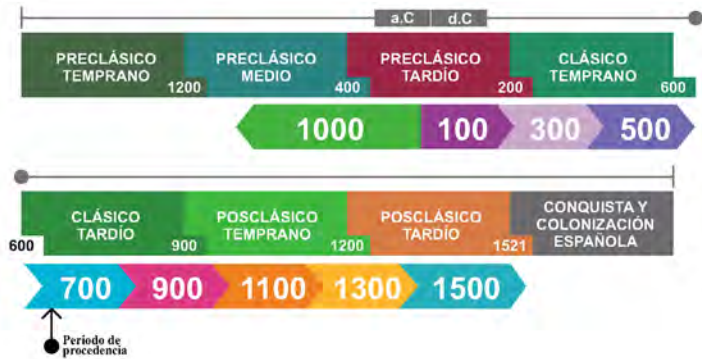 a.C d.C
PRECLÁSICO TEMPRANO
1200
PRECLÁSICO MEDIO
400
PRECLÁSICO TARDÍO
200
CLÁSICO TEMPRANO
600
1000 100 300 500
600
CLÁSICO TARDÍO
900
POSCLÁSICO TEMPRANO
1200
POSCLÁSICO TARDÍO
1521
CONQUISTA Y COLONIZACIÓN ESPAÑOLA
700 900 1100 1300 1500
Periodo de
procedencia